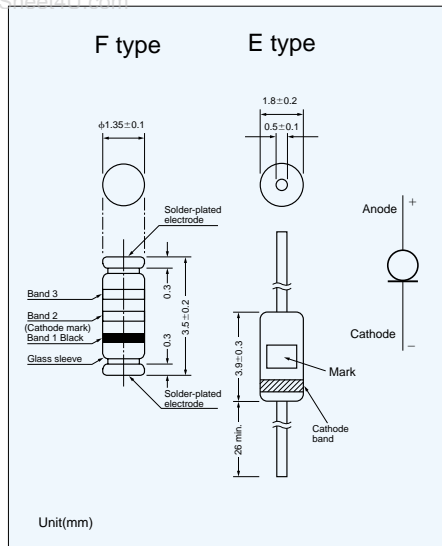 Sheet4U.com
F type
E type
φ1.35±0.1
1.8±0.2
0.5±0.1
Solder-plated
electrode
Anode
+
Band 3
Band 2
(Cathode mark)
Band 1 Black
Glass sleeve
0.3
3.5±0.2
0.3
Solder-plated
electrode
3.9±0.3
26 min.
Mark
Cathode
band
Cathode
−
Unit(mm)